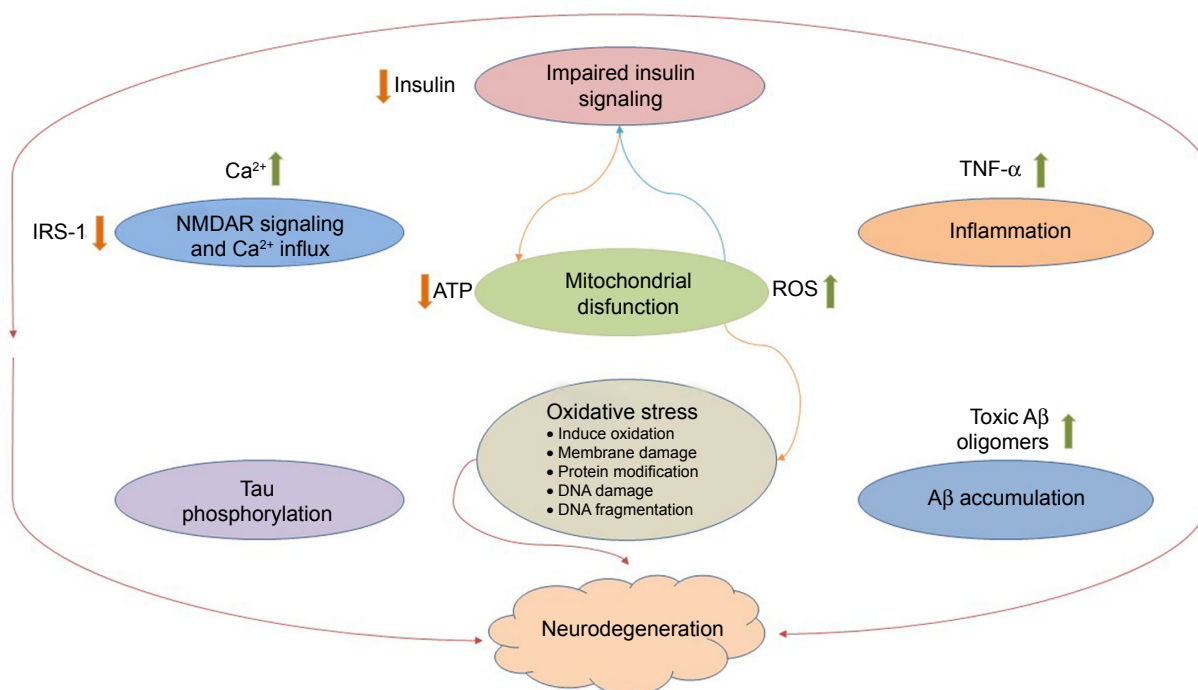 Insulin
Impaired insulin
signaling
Ca²⁺
TNF-α
IRS-1
NMDAR signaling
and Ca²⁺ influx
Inflammation
ATP
Mitochondrial
disfunction
ROS
Oxidative stress
• Induce oxidation
• Membrane damage
• Protein modification
• DNA damage
• DNA fragmentation
Toxic Aβ
oligomers
Tau
phosphorylation
Aβ accumulation
Neurodegeneration